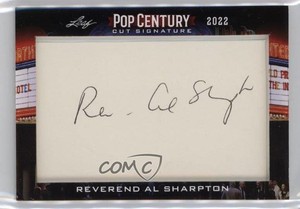 Leaf
POP CENTURY
CUT SIGNATURE
2022
Rev. Al Sharpton
COMC
REVEREND AL SHARPTON